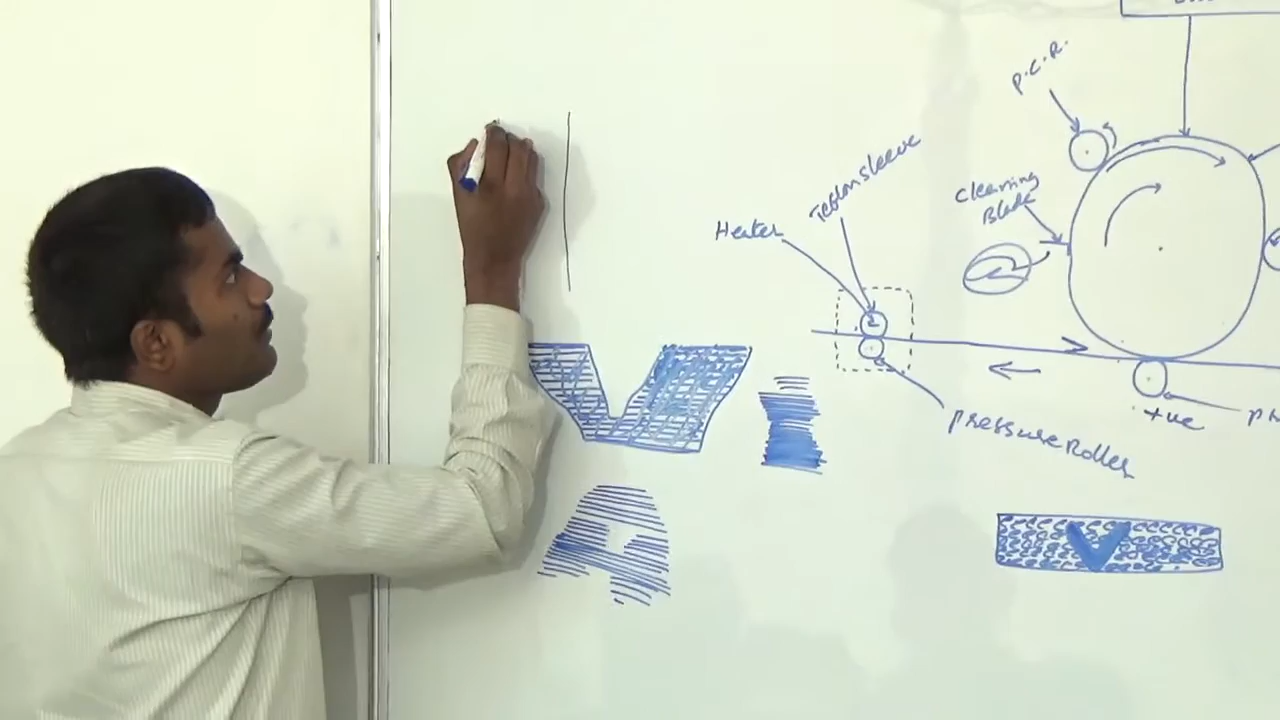 P.C.R.
Teflon sleeve
Cleaning
Blade
Heater
+ve
pressure Roller
V